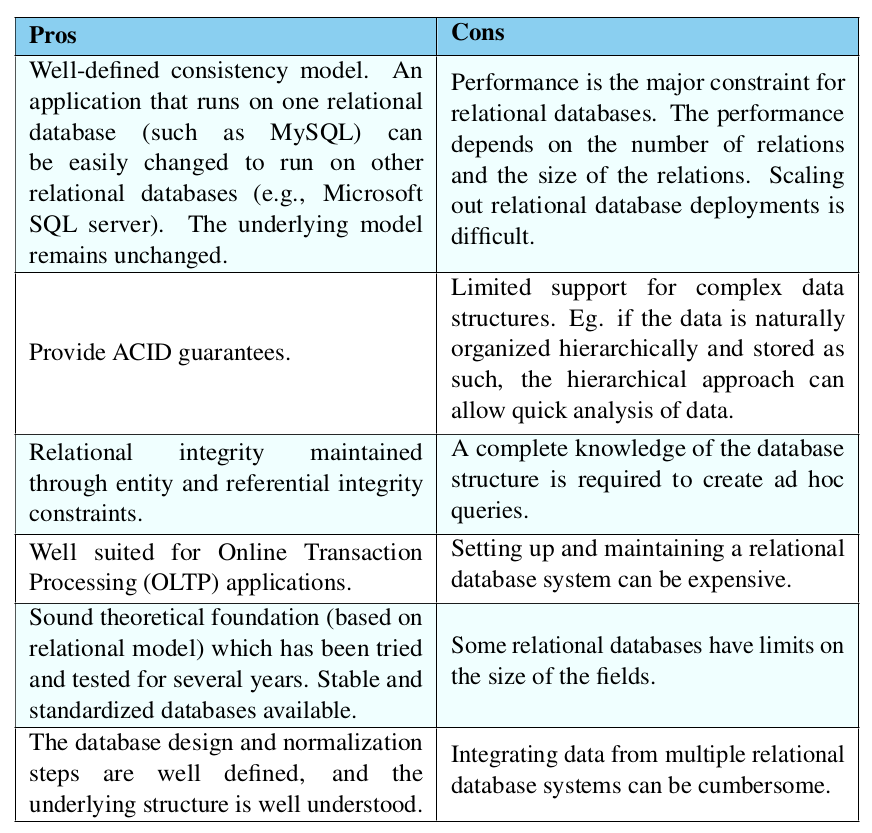 Pros
Cons
Well-defined consistency model. An
application that runs on one relational
database (such as MySQL) can
be easily changed to run on other
relational databases (e.g., Microsoft
SQL server). The underlying model
remains unchanged.
Performance is the major constraint for
relational databases. The performance
depends on the number of relations
and the size of the relations. Scaling
out relational database deployments is
difficult.
Provide ACID guarantees.
Limited support for complex data
structures. Eg. if the data is naturally
organized hierarchically and stored as
such, the hierarchical approach can
allow quick analysis of data.
Relational integrity maintained
through entity and referential integrity
constraints.
A complete knowledge of the database
structure is required to create ad hoc
queries.
Well suited for Online Transaction
Processing (OLTP) applications.
Setting up and maintaining a relational
database system can be expensive.
Sound theoretical foundation (based on
relational model) which has been tried
and tested for several years. Stable and
standardized databases available.
Some relational databases have limits on
the size of the fields.
The database design and normalization
steps are well defined, and the
underlying structure is well understood.
Integrating data from multiple relational
database systems can be cumbersome.